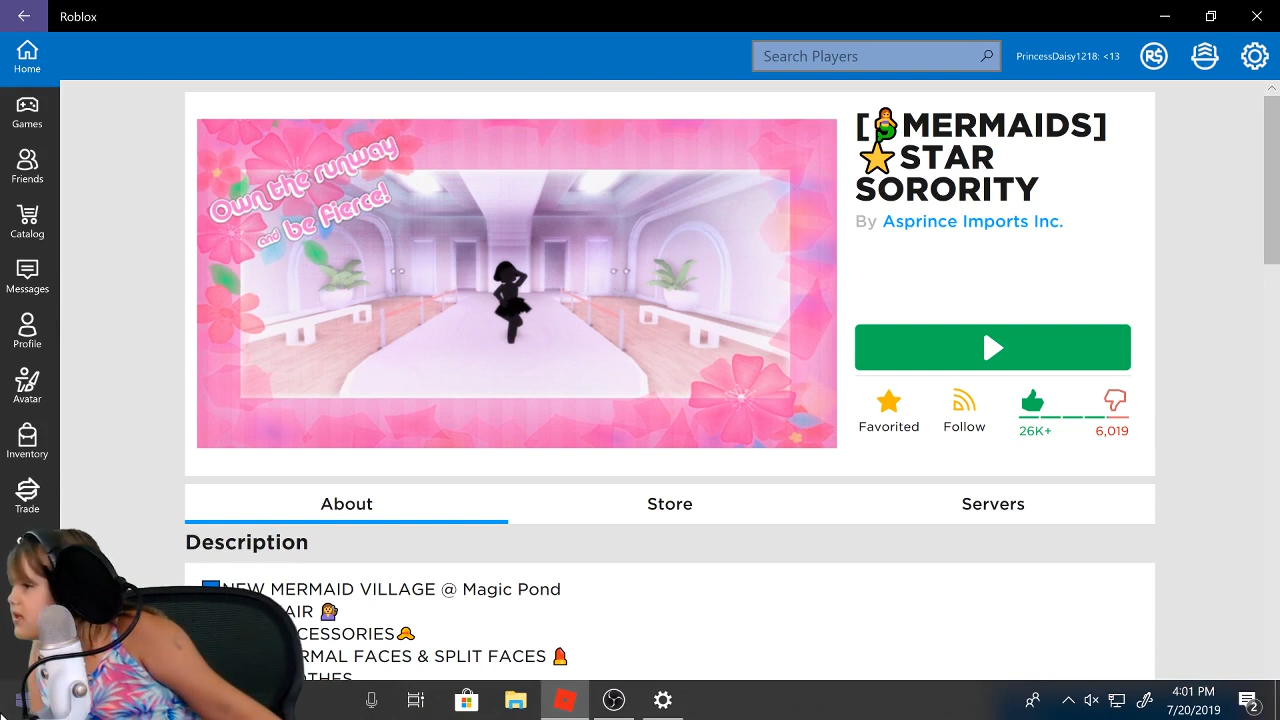 Roblox
Search Players
PrincessDaisy1218: <13
R$
Home
Games
Friends
Catalog
Messages
Profile
Avatar
Inventory
Trade
Own the runway
and be fierce!
[🧜‍♀️MERMAIDS]
⭐STAR
SORORITY
By Asprince Imports Inc.
Favorited
Follow
26K+
6,019
About
Store
Servers
Description
NEW MERMAID VILLAGE @ Magic Pond
AIR
CESSORIES
RMAL FACES & SPLIT FACES
4:01 PM
7/20/2019
2